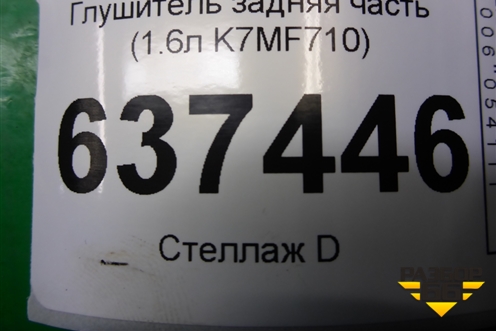 Глушитель задняя часть
(1.6л K7MF710)
637446
Стеллаж D